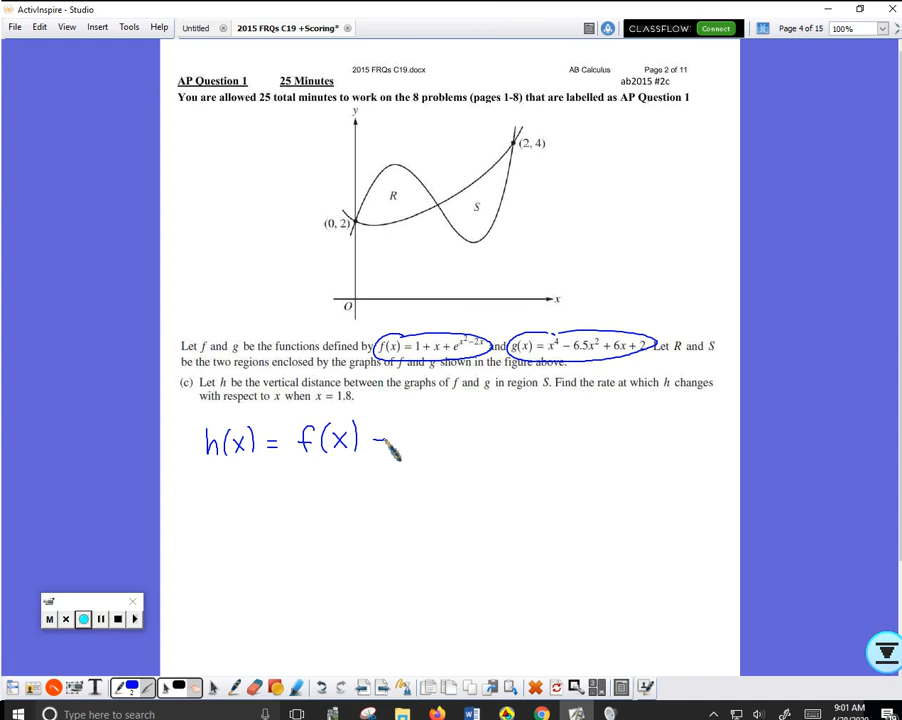 ActivInspire - Studio
File Edit View Insert Tools Help Untitled 2015 FRQs C19 +Scoring* CLASSFLOW Connect Page 4 of 15 100%
2015 FRQs C19.docx AB Calculus Page 2 of 11
AP Question 1 25 Minutes ab2015 #2c
You are allowed 25 total minutes to work on the 8 problems (pages 1-8) that are labelled as AP Question 1
y
(2, 4)
R
S
(0, 2)
O
x
Let f and g be the functions defined by f(x) = 1 + x + e^{x^2−2x} and g(x) = x^4 − 6.5x^2 + 6x + 2. Let R and S
be the two regions enclosed by the graphs of f and g shown in the figure above.
(c) Let h be the vertical distance between the graphs of f and g in region S. Find the rate at which h changes
with respect to x when x = 1.8.
h(x) = f(x) −
M
T 2
Type here to search
9:01 AM